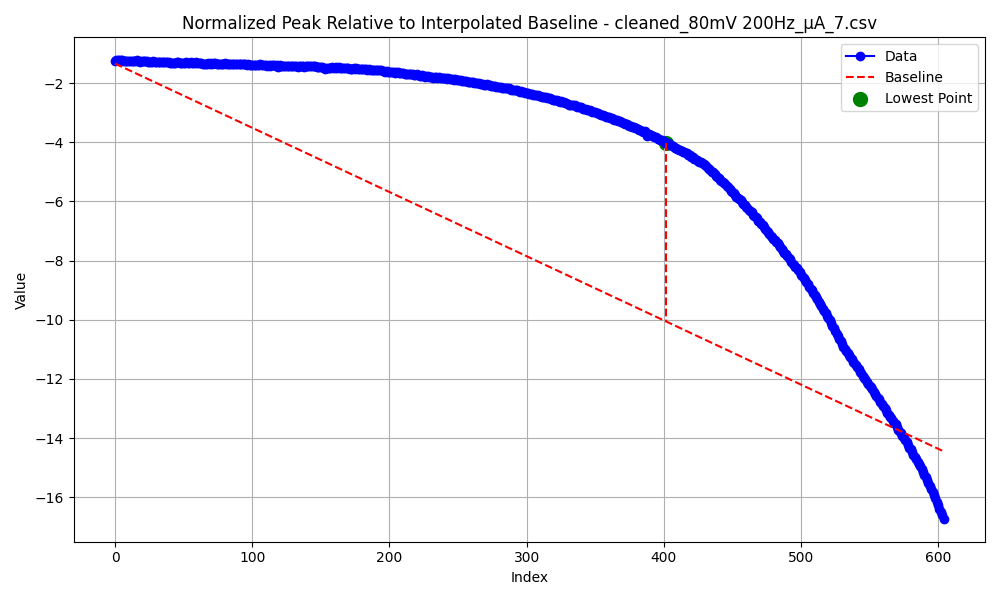 Normalized Peak Relative to Interpolated Baseline - cleaned_80mV 200Hz_μA_7.csv
Data
Baseline
Lowest Point
Value
−2
−4
−6
−8
−10
−12
−14
−16
0 100 200 300 400 500 600
Index